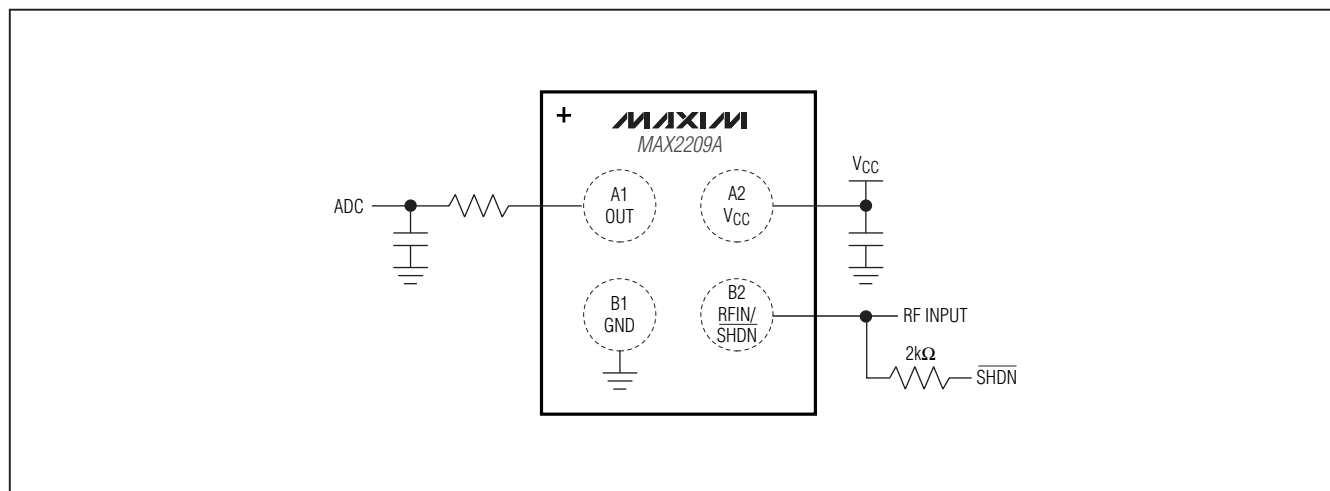 +
MAXIM
MAX2209A
VCC
ADC
A1
OUT
A2
VCC
B1
GND
B2
RFIN/
SHDN
RF INPUT
2kΩ
SHDN